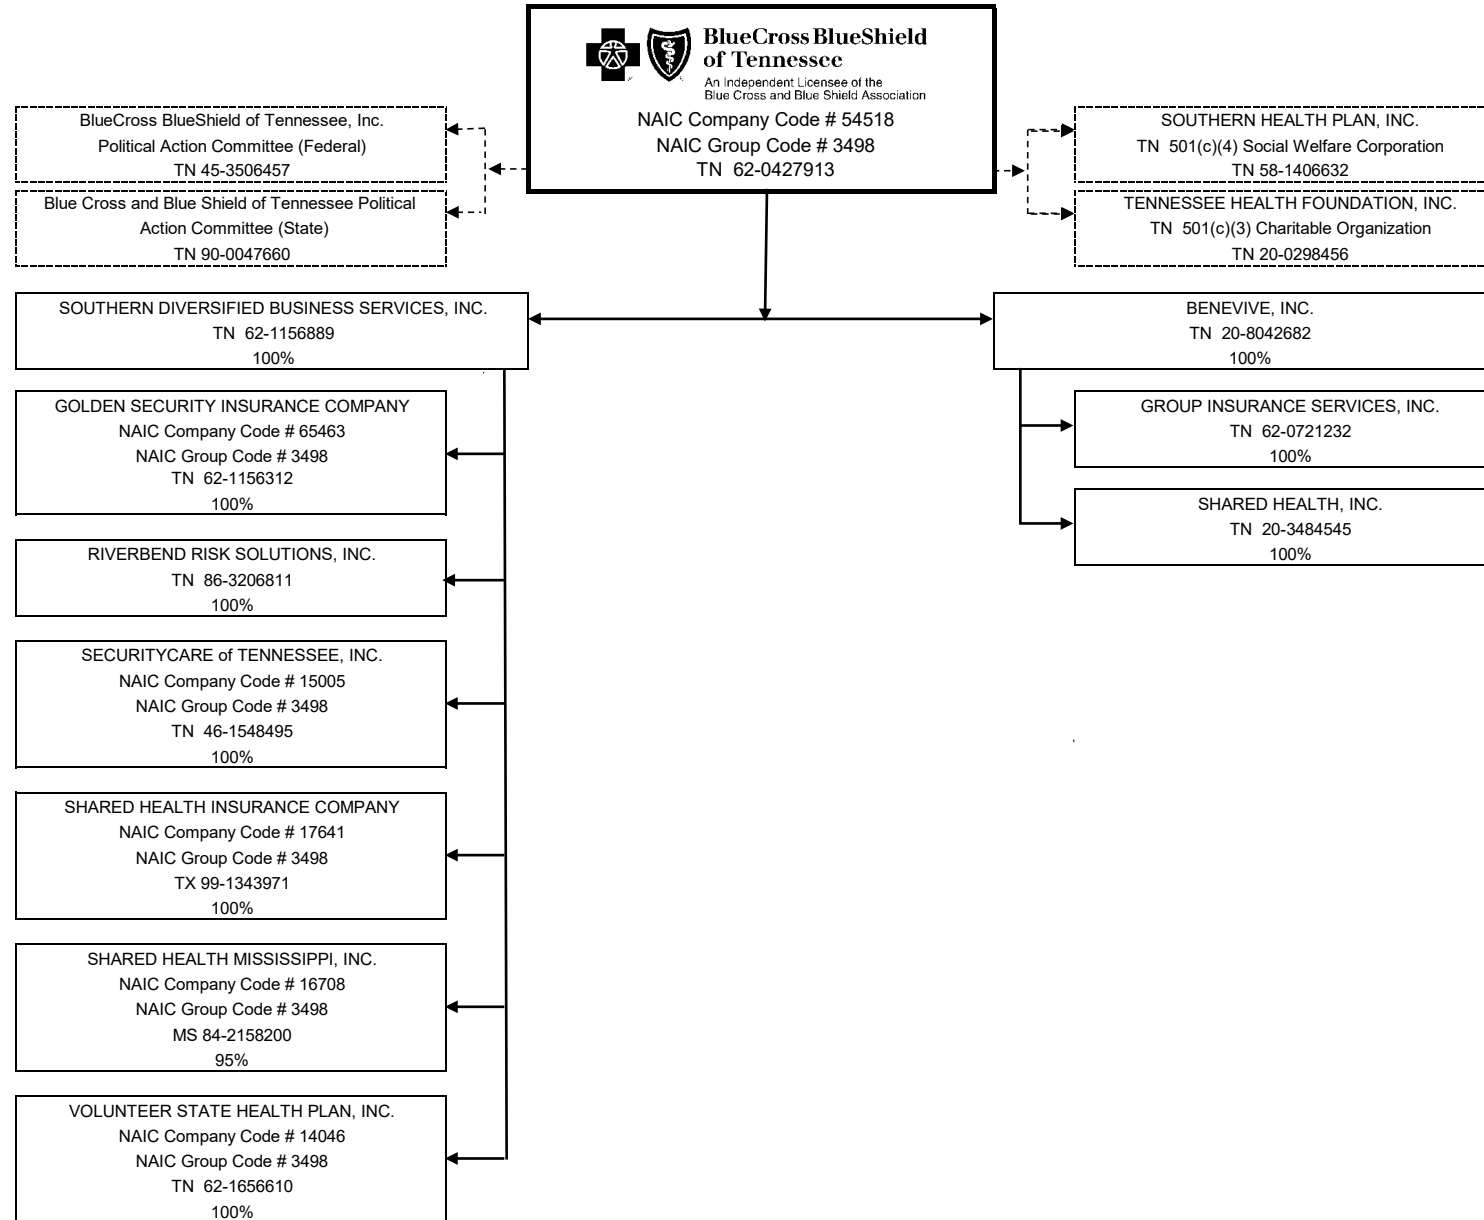 BlueCross BlueShield
of Tennessee
An Independent Licensee of the
Blue Cross and Blue Shield Association
NAIC Company Code # 54518
NAIC Group Code # 3498
TN 62-0427913
BlueCross BlueShield of Tennessee, Inc.
Political Action Committee (Federal)
TN 45-3506457
Blue Cross and Blue Shield of Tennessee Political
Action Committee (State)
TN 90-0047660
SOUTHERN HEALTH PLAN, INC.
TN 501(c)(4) Social Welfare Corporation
TN 58-1406632
TENNESSEE HEALTH FOUNDATION, INC.
TN 501(c)(3) Charitable Organization
TN 20-0298456
SOUTHERN DIVERSIFIED BUSINESS SERVICES, INC.
TN 62-1156889
100%
BENEVIVE, INC.
TN 20-8042682
100%
GOLDEN SECURITY INSURANCE COMPANY
NAIC Company Code # 65463
NAIC Group Code # 3498
TN 62-1156312
100%
RIVERBEND RISK SOLUTIONS, INC.
TN 86-3206811
100%
SECURITYCARE of TENNESSEE, INC.
NAIC Company Code # 15005
NAIC Group Code # 3498
TN 46-1548495
100%
SHARED HEALTH INSURANCE COMPANY
NAIC Company Code # 17641
NAIC Group Code # 3498
TX 99-1343971
100%
SHARED HEALTH MISSISSIPPI, INC.
NAIC Company Code # 16708
NAIC Group Code # 3498
MS 84-2158200
95%
VOLUNTEER STATE HEALTH PLAN, INC.
NAIC Company Code # 14046
NAIC Group Code # 3498
TN 62-1656610
100%
GROUP INSURANCE SERVICES, INC.
TN 62-0721232
100%
SHARED HEALTH, INC.
TN 20-3484545
100%